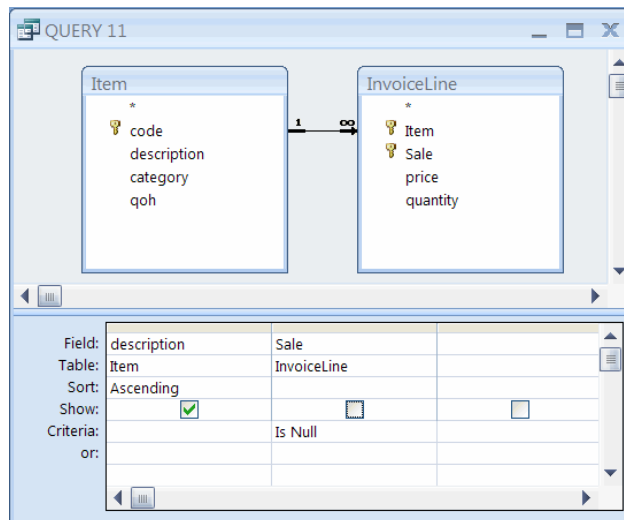 QUERY 11
Item
*
code
description
category
qoh
1 ∞
InvoiceLine
*
Item
Sale
price
quantity
Field: description Sale
Table: Item InvoiceLine
Sort: Ascending
Show:
Criteria: Is Null
or: